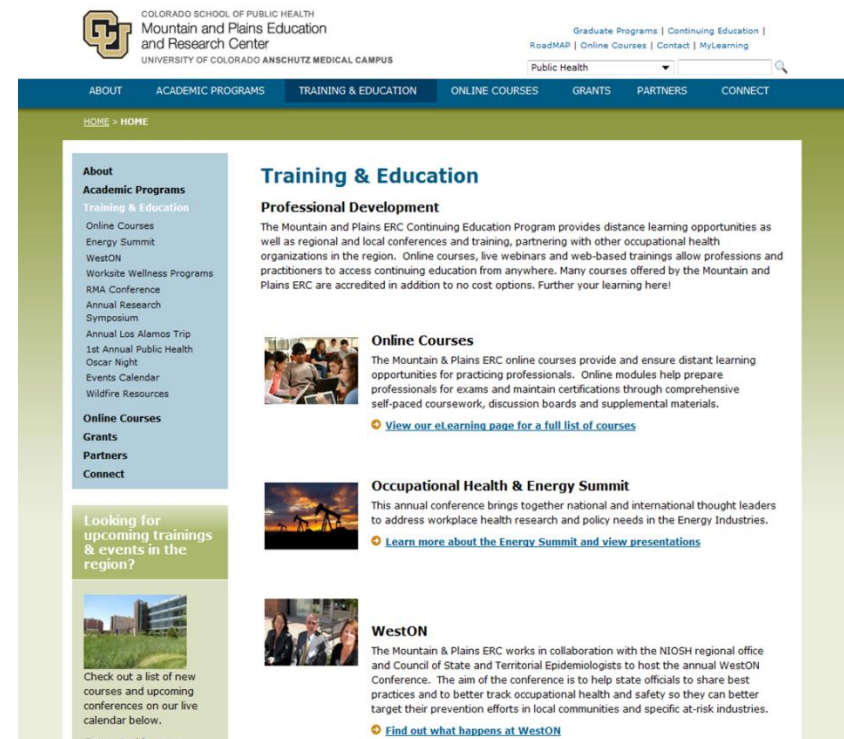 COLORADO SCHOOL OF PUBLIC HEALTH
Mountain and Plains Education
and Research Center
UNIVERSITY OF COLORADO ANSCHUTZ MEDICAL CAMPUS
Graduate Programs | Continuing Education |
RoadMAP | Online Courses | Contact | MyLearning
Public Health
ABOUT ACADEMIC PROGRAMS TRAINING & EDUCATION ONLINE COURSES GRANTS PARTNERS CONNECT
HOME > HOME
About
Academic Programs
Training & Education
Online Courses
Energy Summit
WestON
Worksite Wellness Programs
RMA Conference
Annual Research
Symposium
Annual Los Alamos Trip
1st Annual Public Health
Oscar Night
Events Calendar
Wildfire Resources
Online Courses
Grants
Partners
Connect
Looking for
upcoming trainings
& events in the
region?
Check out a list of new
courses and upcoming
conferences on our live
calendar below.
Training & Education
Professional Development
The Mountain and Plains ERC Continuing Education Program provides distance learning opportunities as
well as regional and local conferences and training, partnering with other occupational health
organizations in the region. Online courses, live webinars and web-based trainings allow professions and
practitioners to access continuing education from anywhere. Many courses offered by the Mountain and
Plains ERC are accredited in addition to no cost options. Further your learning here!
Online Courses
The Mountain & Plains ERC online courses provide and ensure distant learning
opportunities for practicing professionals. Online modules help prepare
professionals for exams and maintain certifications through comprehensive
self-paced coursework, discussion boards and supplemental materials.
View our eLearning page for a full list of courses
Occupational Health & Energy Summit
This annual conference brings together national and international thought leaders
to address workplace health research and policy needs in the Energy Industries.
Learn more about the Energy Summit and view presentations
WestON
The Mountain & Plains ERC works in collaboration with the NIOSH regional office
and Council of State and Territorial Epidemiologists to host the annual WestON
Conference. The aim of the conference is to help state officials to share best
practices and to better track occupational health and safety so they can better
target their prevention efforts in local communities and specific at-risk industries.
Find out what happens at WestON